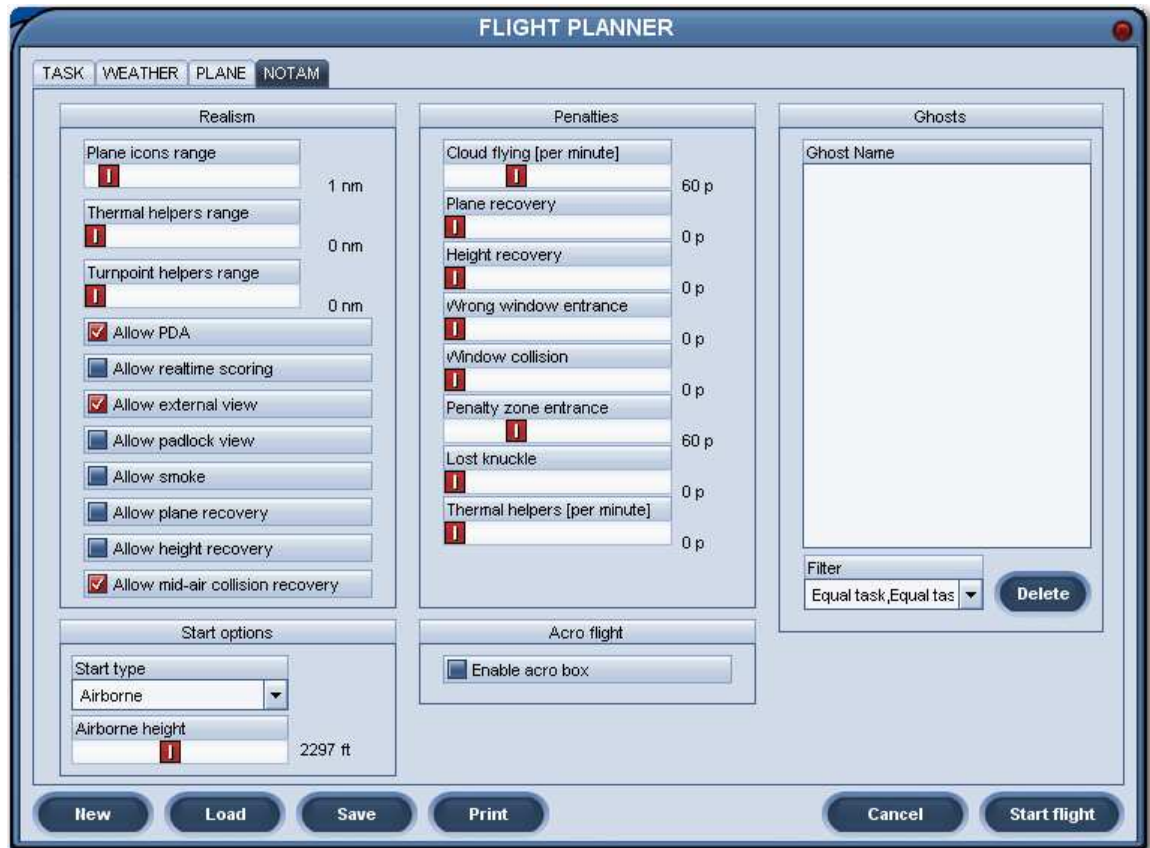 FLIGHT PLANNER
TASK WEATHER PLANE NOTAM
Realism
Plane icons range
1 nm
Thermal helpers range
0 nm
Turnpoint helpers range
0 nm
Allow PDA
Allow realtime scoring
Allow external view
Allow padlock view
Allow smoke
Allow plane recovery
Allow height recovery
Allow mid-air collision recovery
Start options
Start type
Airborne
Airborne height
2297 ft
Penalties
Cloud flying [per minute]
60 p
Plane recovery
0 p
Height recovery
0 p
Wrong window entrance
0 p
Window collision
0 p
Penalty zone entrance
60 p
Lost knuckle
0 p
Thermal helpers [per minute]
0 p
Acro flight
Enable acro box
Ghosts
Ghost Name
Filter
Equal task,Equal tas
Delete
New Load Save Print Cancel Start flight